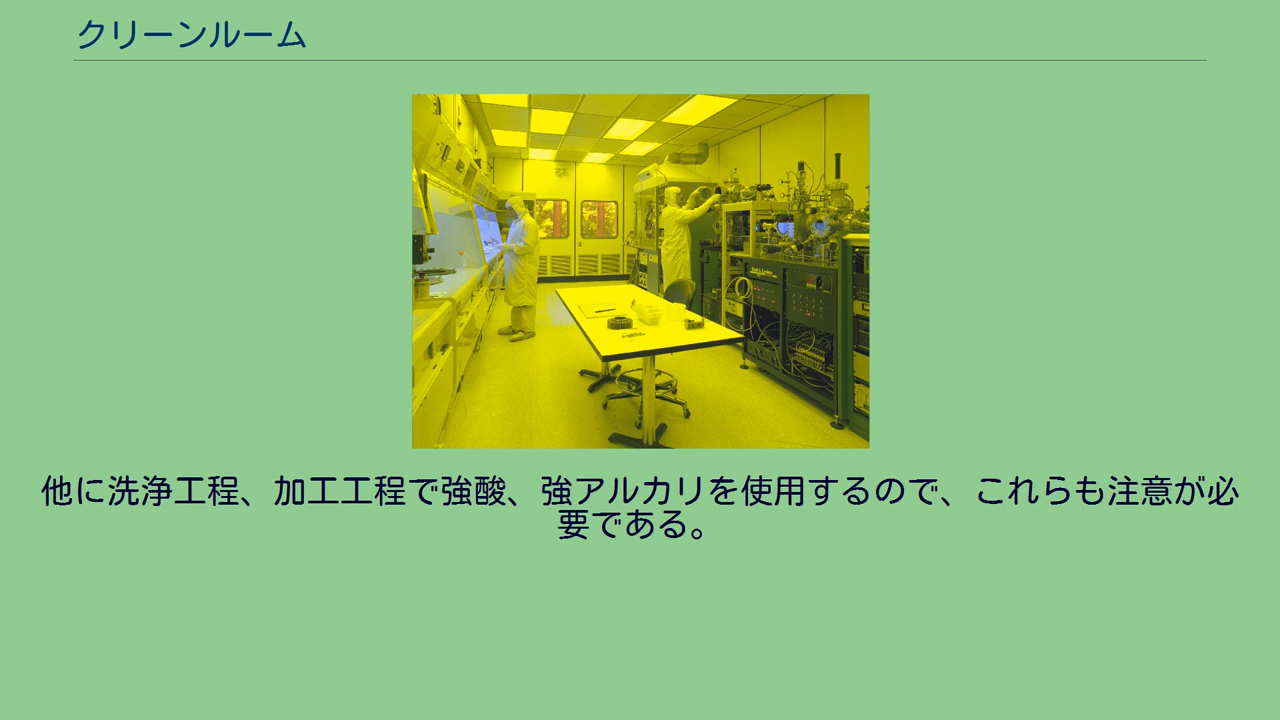 クリーンルーム
他に洗浄工程、加工工程で強酸、強アルカリを使用するので、これらも注意が必
要である。